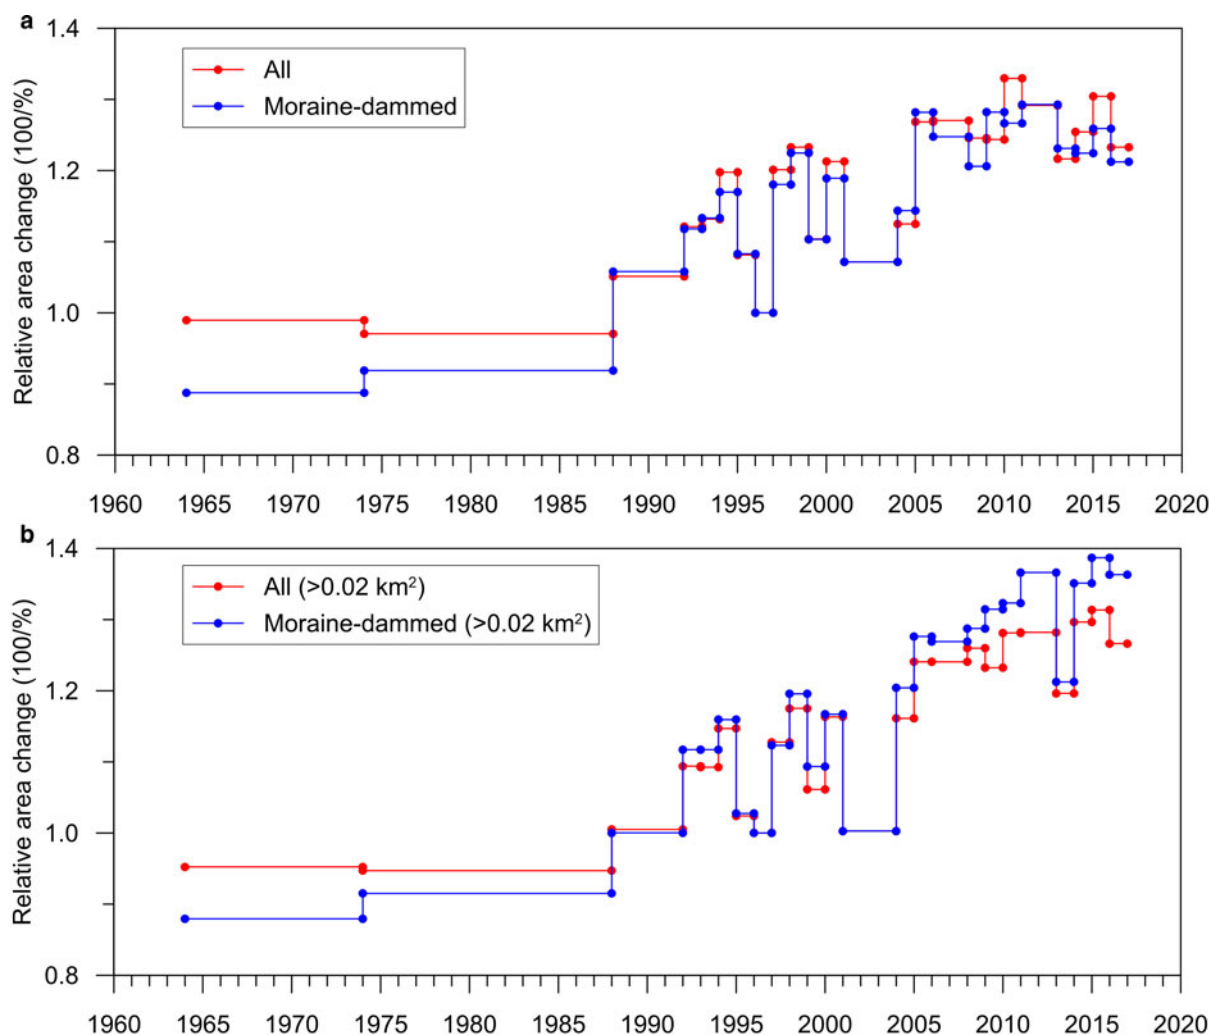 a
1.4
1.2
1.0
0.8
Relative area change (100/%)
All
Moraine-dammed
1960 1965 1970 1975 1980 1985 1990 1995 2000 2005 2010 2015 2020
b
1.4
1.2
1.0
0.8
Relative area change (100/%)
All (>0.02 km²)
Moraine-dammed (>0.02 km²)
1960 1965 1970 1975 1980 1985 1990 1995 2000 2005 2010 2015 2020